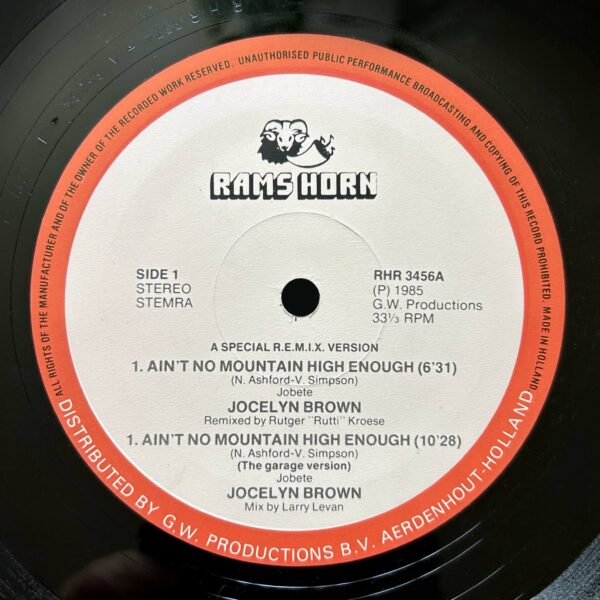 ALL RIGHTS OF THE MANUFACTURER AND OF THE OWNER OF THE RECORDED WORK RESERVED. UNAUTHORISED PUBLIC PERFORMANCE BROADCASTING AND COPYING OF THIS RECORD PROHIBITED. MADE IN HOLLAND
RAMS HORN
SIDE 1
STEREO
STEMRA
RHR 3456A
(P) 1985
G.W. Productions
33⅓ RPM
A SPECIAL R.E.M.I.X. VERSION
1. AIN'T NO MOUNTAIN HIGH ENOUGH (6'31)
(N. Ashford-V. Simpson)
Jobete
JOCELYN BROWN
Remixed by Rutger "Rutti" Kroese
1. AIN'T NO MOUNTAIN HIGH ENOUGH (10'28)
(N. Ashford-V. Simpson)
(The garage version)
Jobete
JOCELYN BROWN
Mix by Larry Levan
DISTRIBUTED BY G.W. PRODUCTIONS B.V. AERDENHOUT-HOLLAND